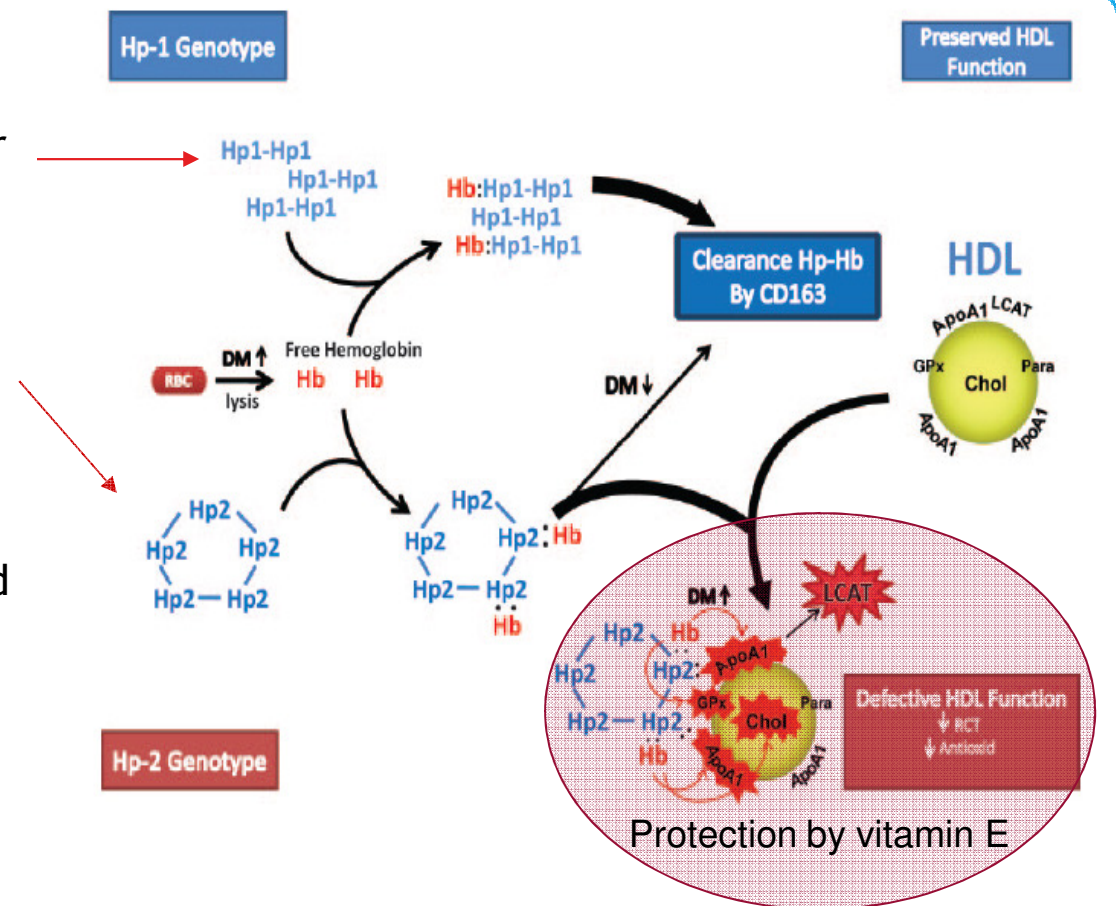 Hp-1 Genotype
Preserved HDL
Function
r
Hp1-Hp1
Hp1-Hp1
Hp1-Hp1
Hb:Hp1-Hp1
Hp1-Hp1
Hb:Hp1-Hp1
Clearance Hp-Hb
By CD163
HDL
ApoA1 LCAT
GPx Para
Chol
ApoA1 ApoA1
RBC
DM↑
lysis
Free Hemoglobin
Hb Hb
DM↓
Hp2
Hp2 Hp2
Hp2 Hp2
Hp2
Hp2 Hp2:Hb
Hp2 Hp2
Hb
d
DM↑
LCAT
Hp2 Hb
Hp2 Hp2: ApoA1
GPx Para
Chol
Hp2 Hp2
Hb
ApoA1 ApoA1
Defective HDL Function
↓ RCT
↓ Antioxid
Hp-2 Genotype
Protection by vitamin E